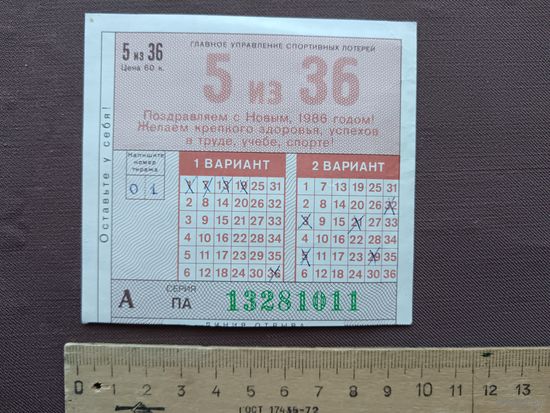 ГЛАВНОЕ УПРАВЛЕНИЕ СПОРТИВНЫХ ЛОТЕРЕЙ
5 из 36
Цена 60 к.
5 из 36
Поздравляем с Новым, 1986 годом!
Желаем крепкого здоровья, успехов
в труде, учебе, спорте!
Оставьте у себя!
Напишите
номер
тиража
01
1 ВАРИАНТ
1 7 13 19 25 31
2 8 14 20 26 32
3 9 15 21 27 33
4 10 16 22 28 34
5 11 17 23 29 35
6 12 18 24 30 36
2 ВАРИАНТ
1 7 13 19 25 31
2 8 14 20 26 32
3 9 15 21 27 33
4 10 16 22 28 34
5 11 17 23 29 35
6 12 18 24 30 36
А СЕРИЯ ПА 13281011
ЛИНИЯ ОТРЫВА
0 1 2 3 4 5 6 7 8 9 10 11 12 13
ГОСТ 17435-72